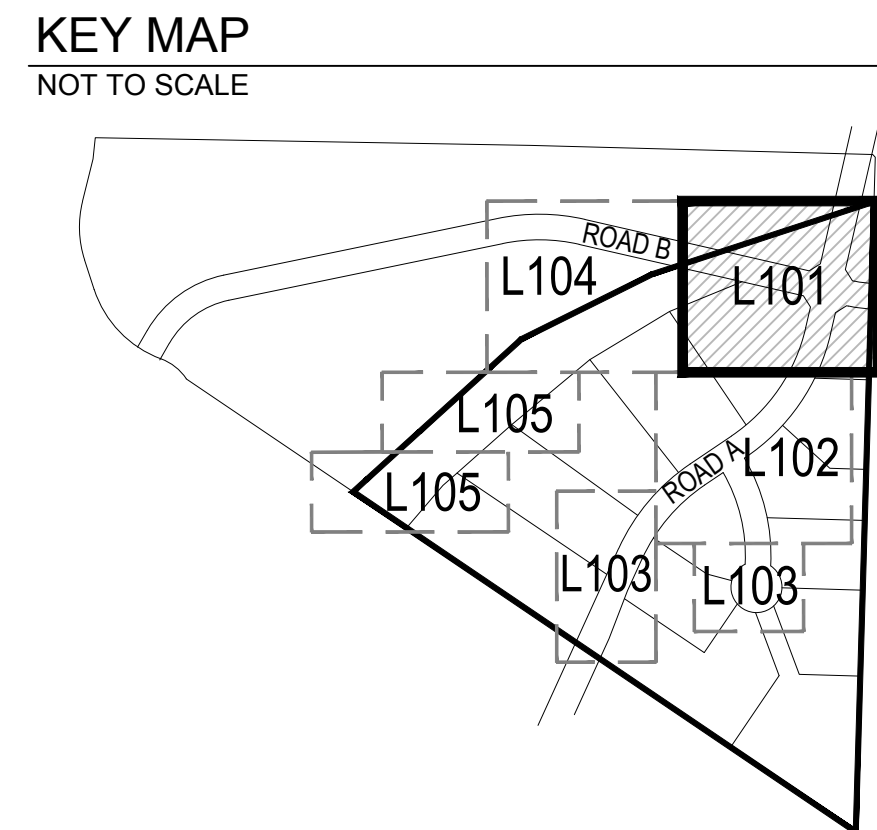 KEY MAP
NOT TO SCALE
ROAD B
L104
L101
L105
ROAD A
L102
L105
L103
L103